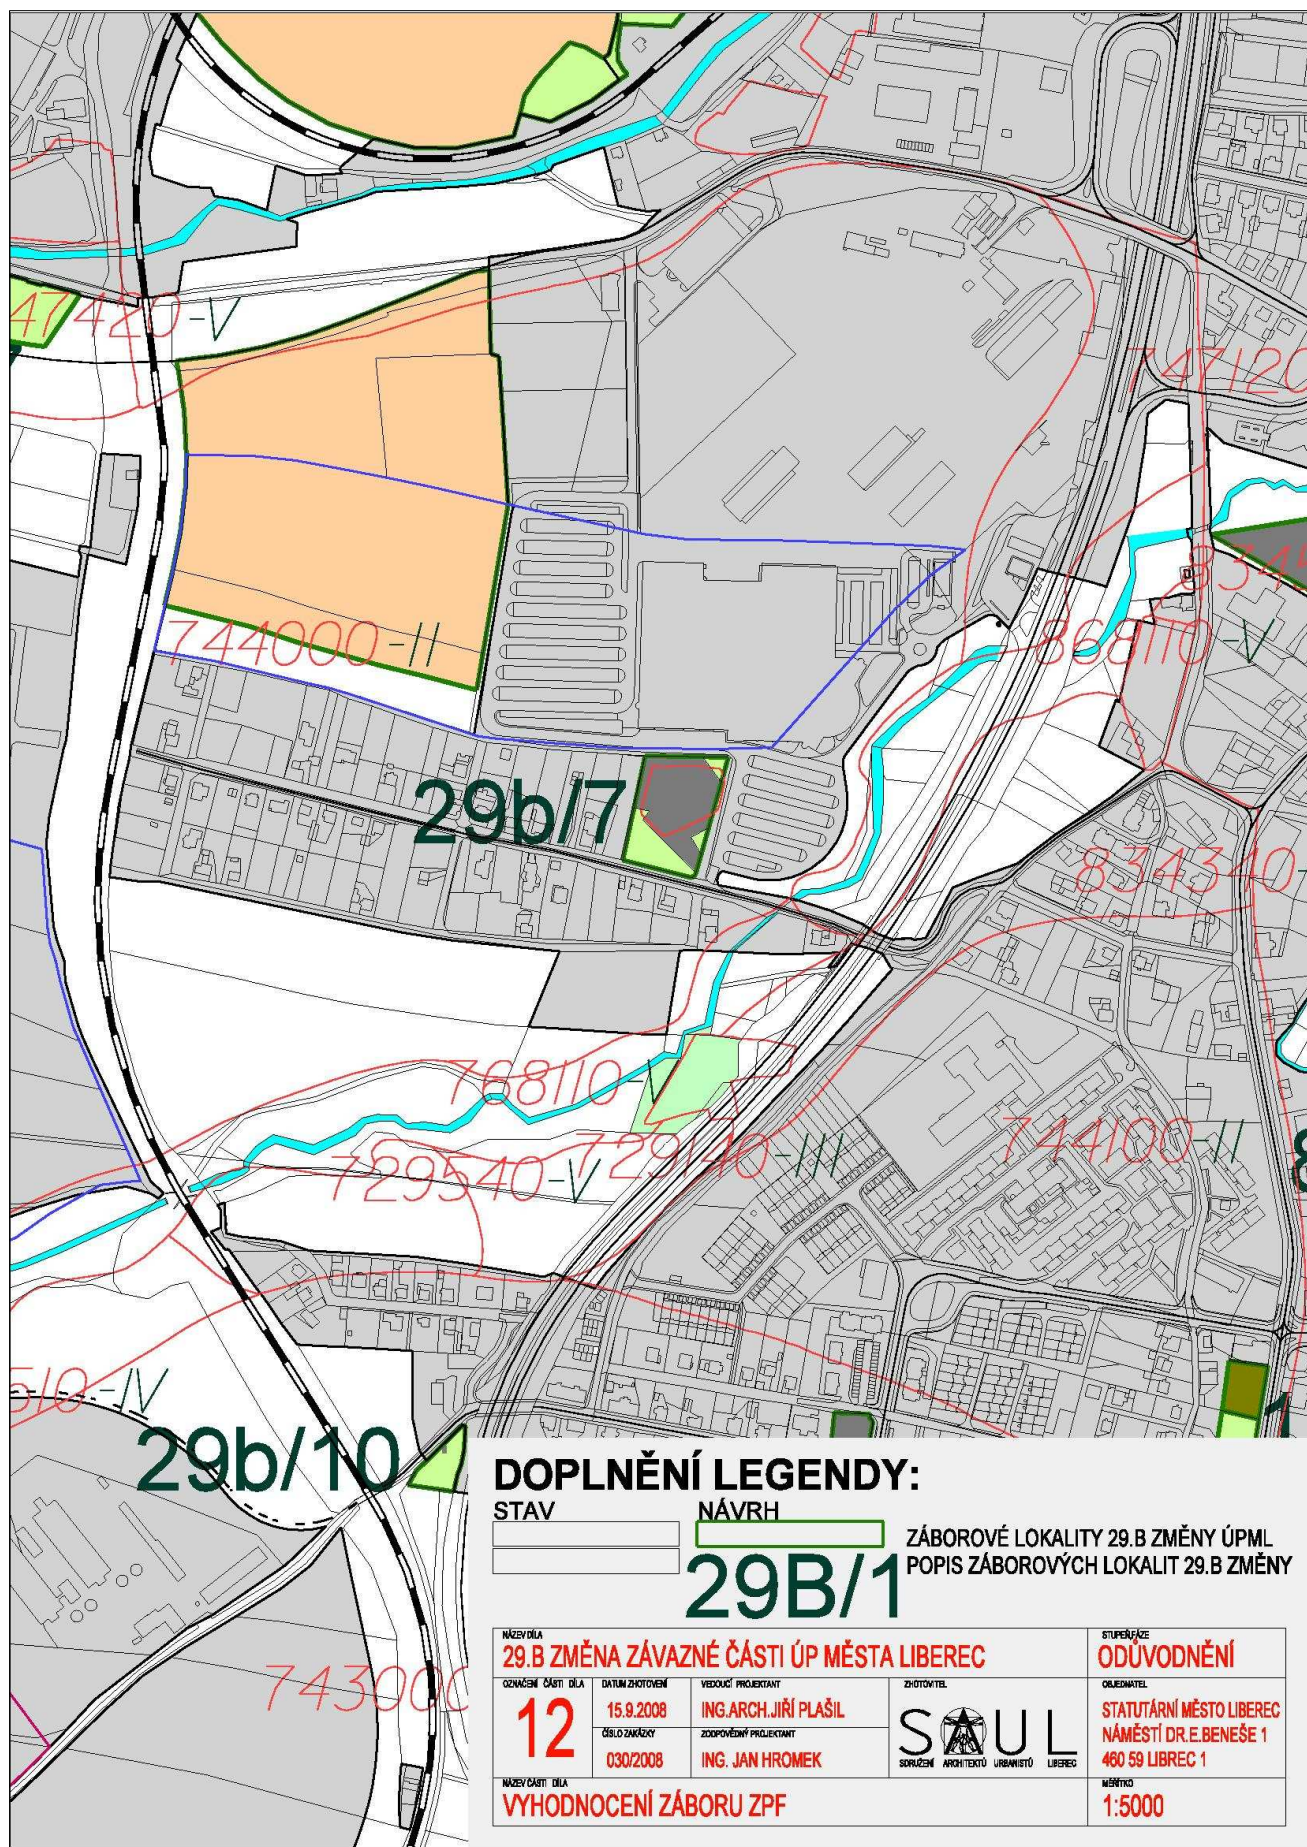 47420-V
747120
744000-II
868110-V
29b/7
834340
768110-V
729540-V
729140-III
744100-II
510-IV
29b/10
743000
DOPLNĚNÍ LEGENDY:
STAV
NÁVRH
ZÁBOROVÉ LOKALITY 29.B ZMĚNY ÚPML
29B/1
POPIS ZÁBOROVÝCH LOKALIT 29.B ZMĚNY
NÁZEV DÍLA
29.B ZMĚNA ZÁVAZNÉ ČÁSTI ÚP MĚSTA LIBEREC
STUPEŇ/FÁZE
ODŮVODNĚNÍ
OZNAČENÍ ČÁSTI DÍLA
12
DATUM ZHOTOVENÍ
15.9.2008
ČÍSLO ZAKÁZKY
030/2008
VEDOUCÍ PROJEKTANT
ING.ARCH.JIŘÍ PLAŠIL
ZODPOVĚDNÝ PROJEKTANT
ING. JAN HROMEK
ZHOTOVITEL
SAUL
SDRUŽENÍ ARCHITEKTŮ URBANISTŮ LIBEREC
OBJEDNATEL
STATUTÁRNÍ MĚSTO LIBEREC
NÁMĚSTÍ DR.E.BENEŠE 1
460 59 LIBREC 1
NÁZEV ČÁSTI DÍLA
VYHODNOCENÍ ZÁBORU ZPF
MĚŘÍTKO
1:5000